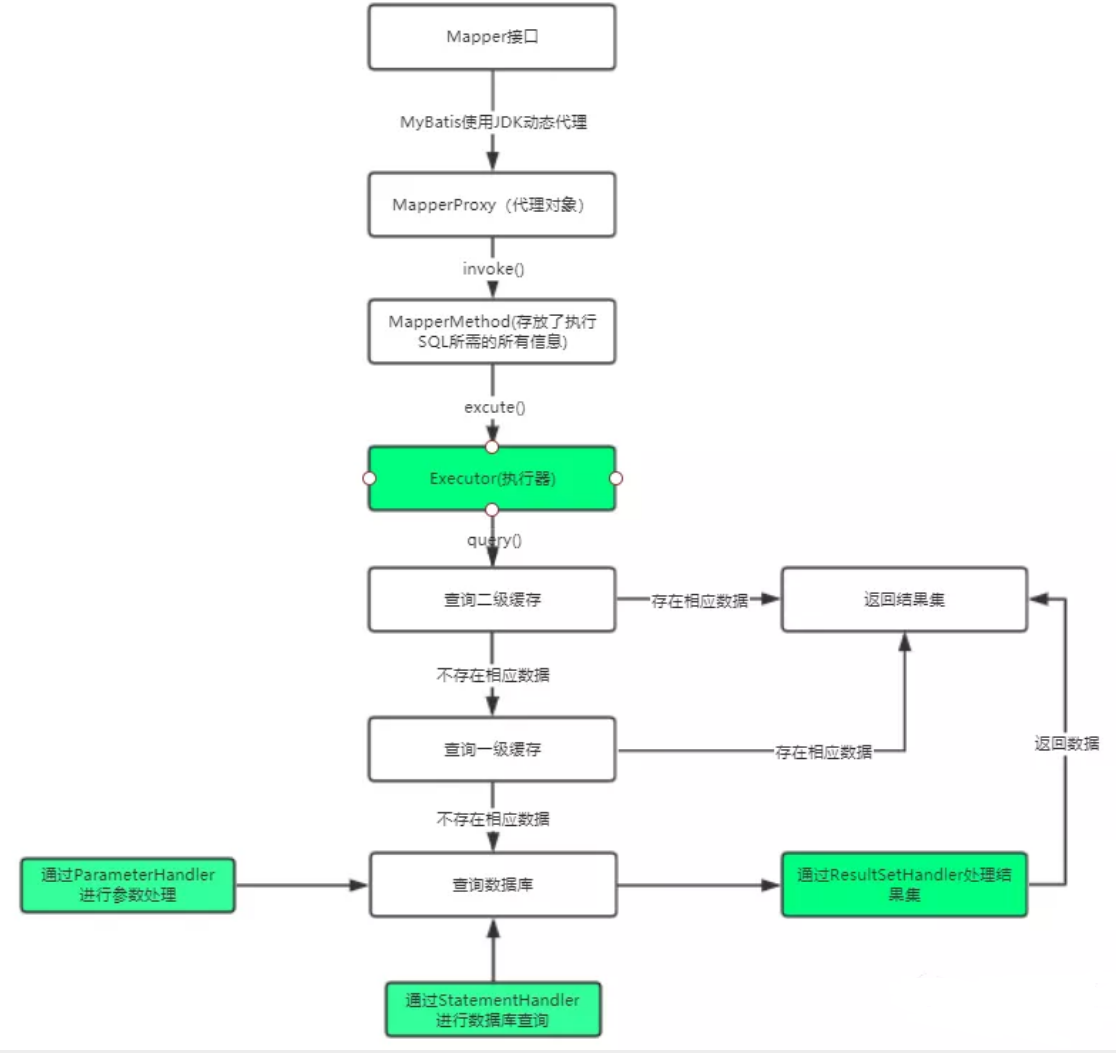 Mapper接口
MyBatis使用JDK动态代理
MapperProxy（代理对象）
invoke()
MapperMethod(存放了执行
SQL所需的所有信息)
excute()
Executor(执行器)
query()
查询二级缓存
存在相应数据
返回结果集
不存在相应数据
查询一级缓存
存在相应数据
返回数据
不存在相应数据
通过ParameterHandler
进行参数处理
查询数据库
通过ResultSetHandler处理结
果集
通过StatementHandler
进行数据库查询